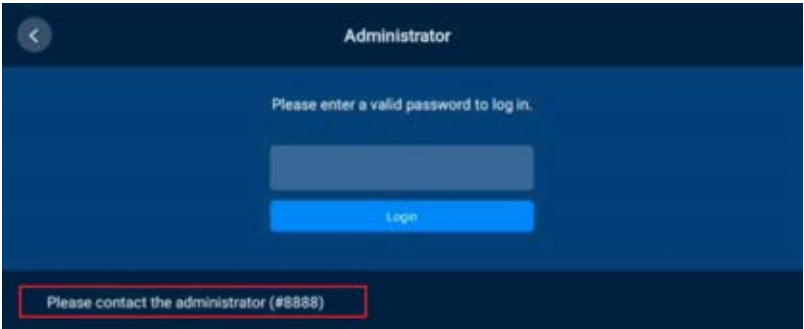 Administrator
Please enter a valid password to log in.
Login
Please contact the administrator (#8888)